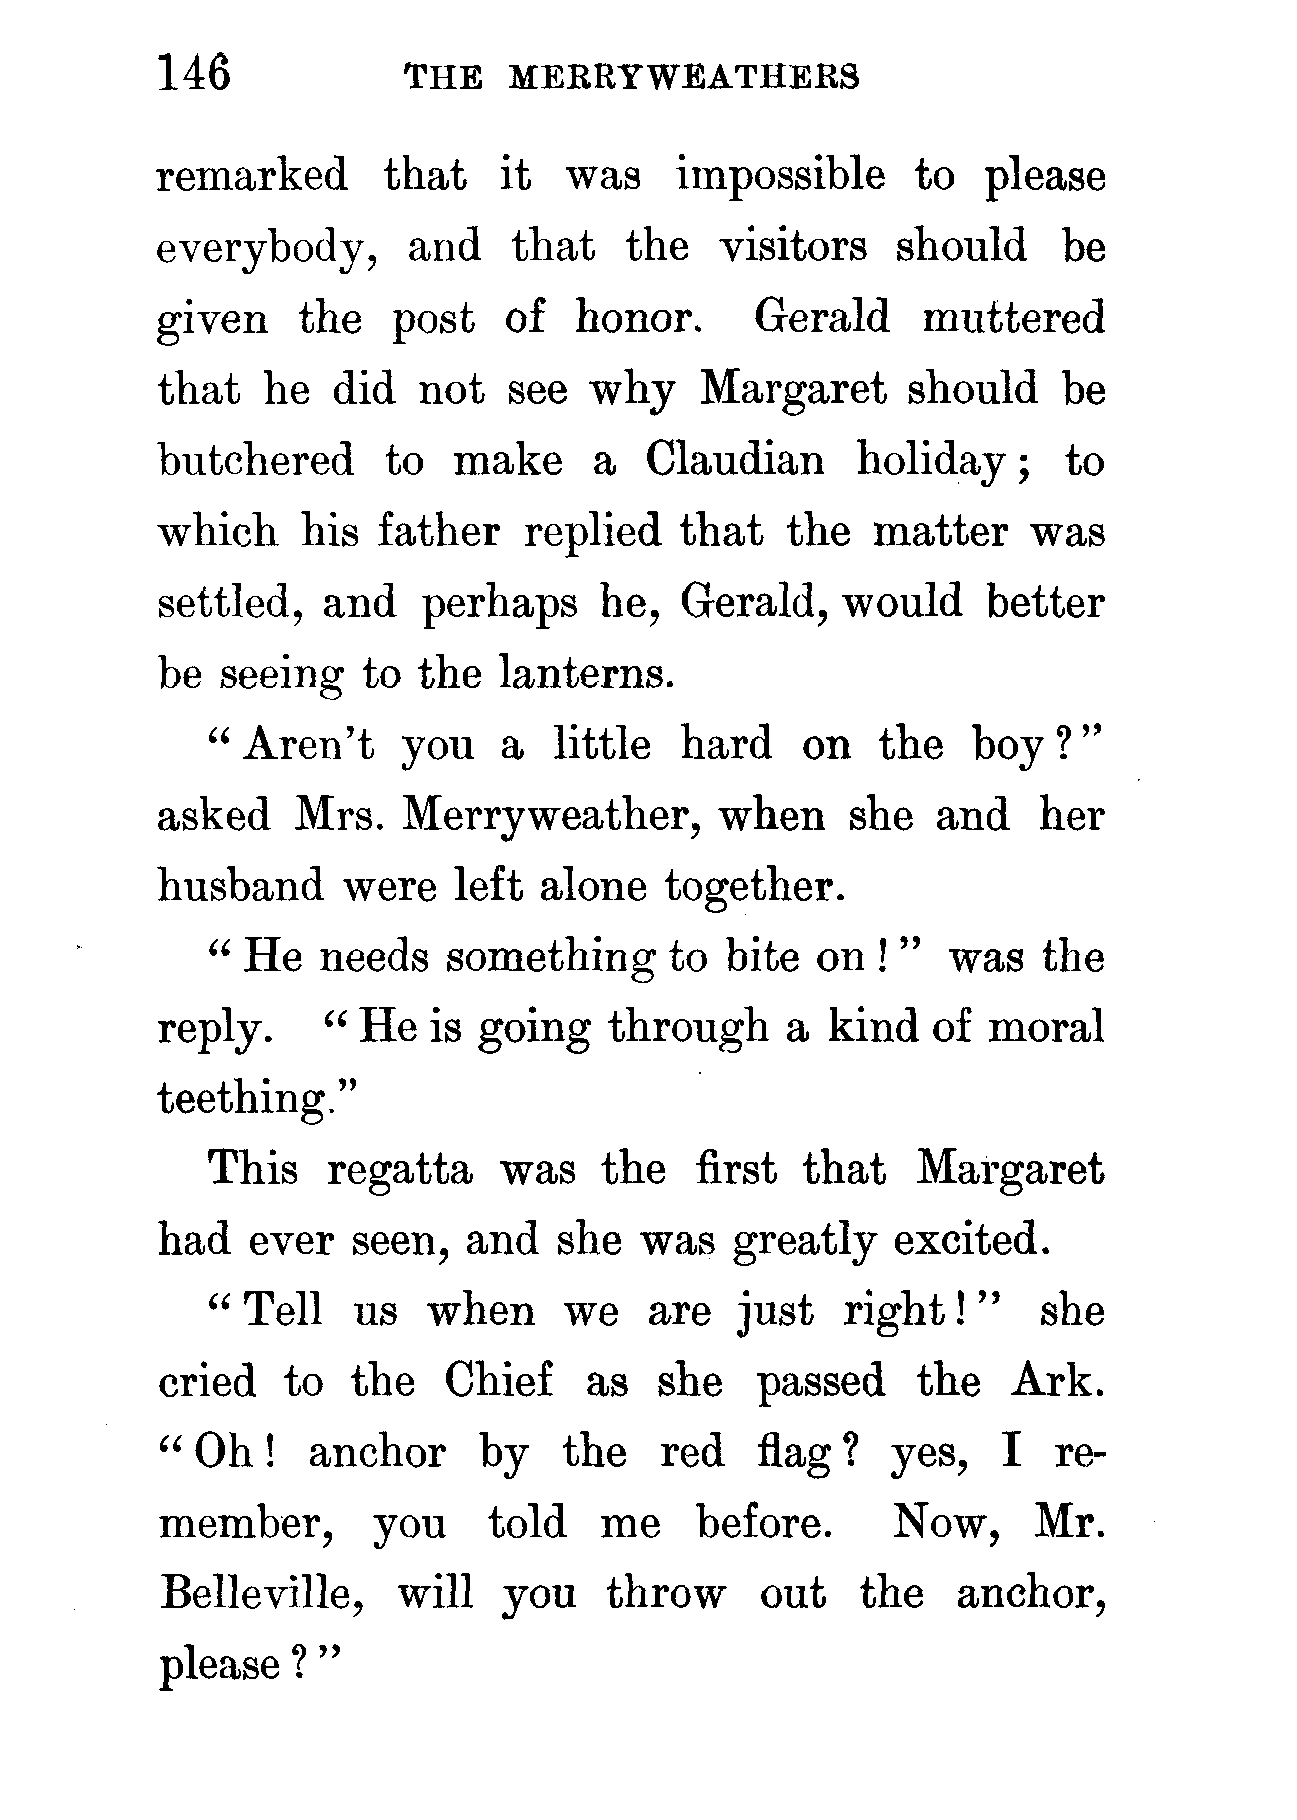 146 THE MERRYWEATHERS
remarked that it was impossible to please
everybody, and that the visitors should be
given the post of honor. Gerald muttered
that he did not see why Margaret should be
butchered to make a Claudian holiday; to
which his father replied that the matter was
settled, and perhaps he, Gerald, would better
be seeing to the lanterns.
"Aren't you a little hard on the boy?"
asked Mrs. Merryweather, when she and her
husband were left alone together.
"He needs something to bite on!" was the
reply. "He is going through a kind of moral
teething."
This regatta was the first that Margaret
had ever seen, and she was greatly excited.
"Tell us when we are just right!" she
cried to the Chief as she passed the Ark.
"Oh! anchor by the red flag? yes, I re-
member, you told me before. Now, Mr.
Belleville, will you throw out the anchor,
please?"